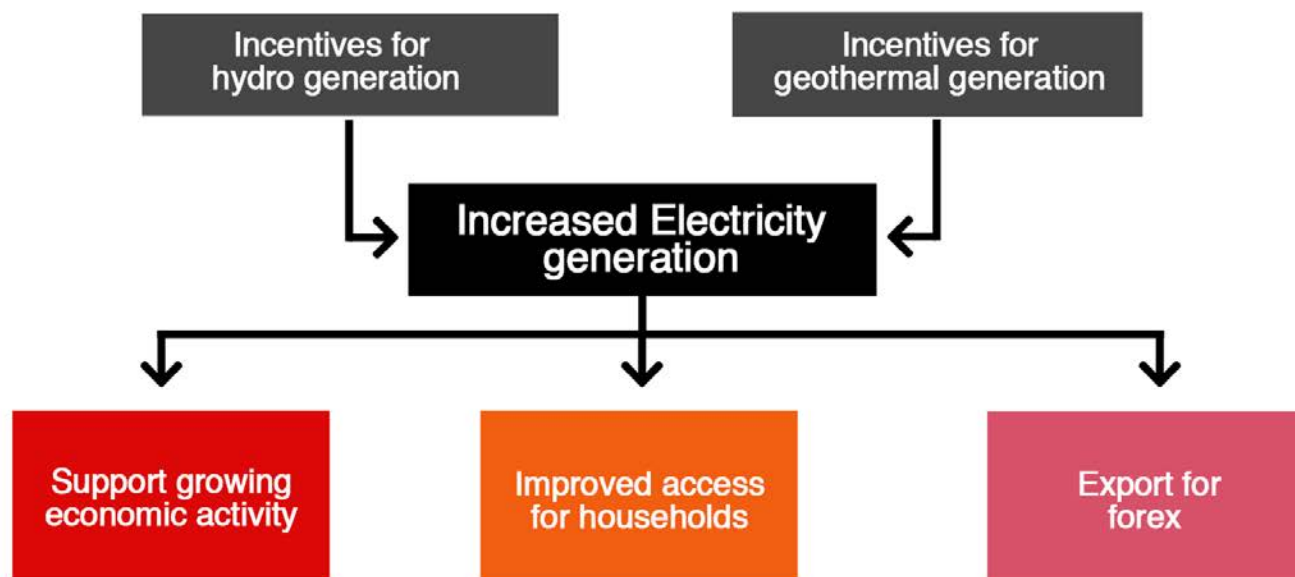 Incentives for
hydro generation
Incentives for
geothermal generation
Increased Electricity
generation
Support growing
economic activity
Improved access
for households
Export for
forex